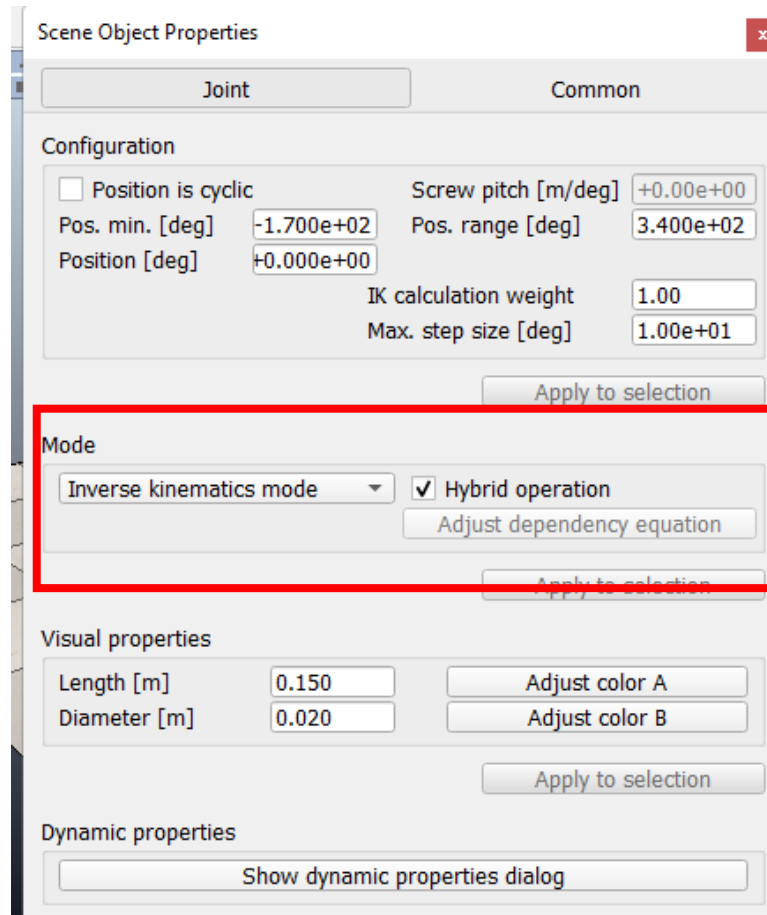 Scene Object Properties
x
Joint Common
Configuration
Position is cyclic Screw pitch [m/deg] +0.00e+00
Pos. min. [deg] -1.700e+02 Pos. range [deg] 3.400e+02
Position [deg] +0.000e+00
IK calculation weight 1.00
Max. step size [deg] 1.00e+01
Apply to selection
Mode
Inverse kinematics mode Hybrid operation
Adjust dependency equation
Apply to selection
Visual properties
Length [m] 0.150 Adjust color A
Diameter [m] 0.020 Adjust color B
Apply to selection
Dynamic properties
Show dynamic properties dialog